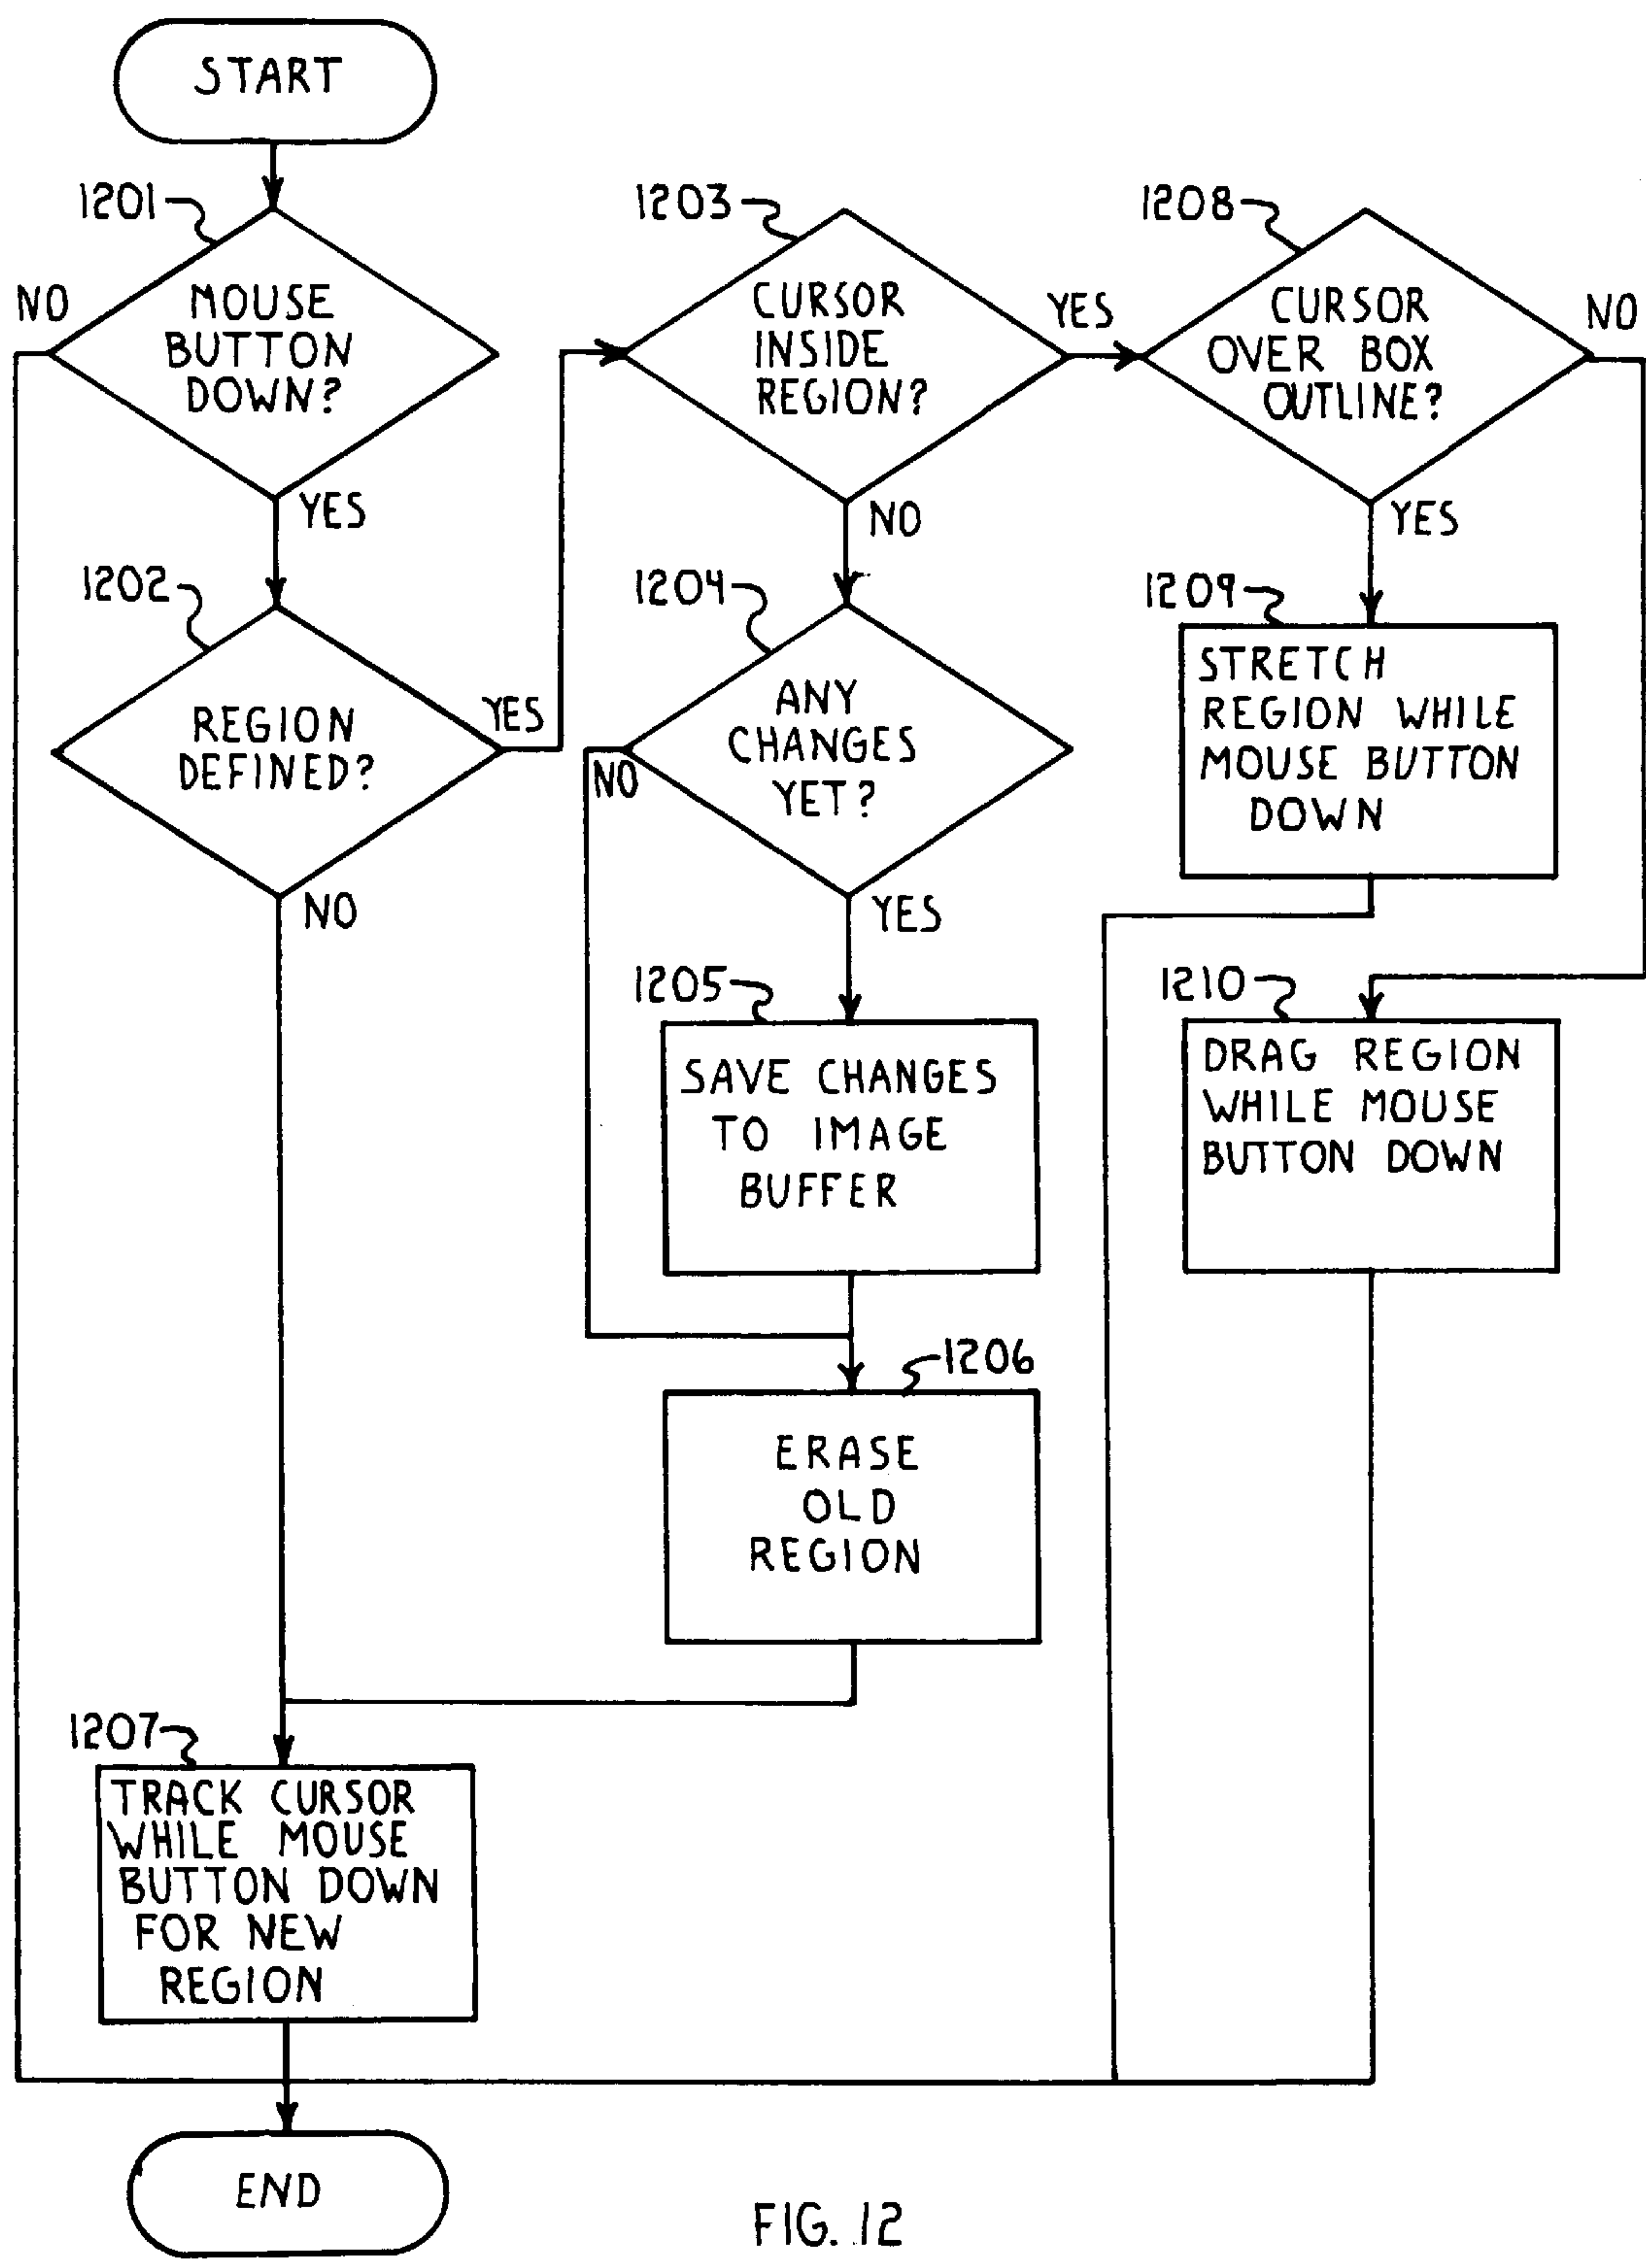 START
1201
NO
MOUSE
BUTTON
DOWN?
YES
1202
REGION
DEFINED?
YES
NO
1203
CURSOR
INSIDE
REGION?
YES
NO
1204
ANY
CHANGES
YET?
NO
YES
1205
SAVE CHANGES
TO IMAGE
BUFFER
1206
ERASE
OLD
REGION
1207
TRACK CURSOR
WHILE MOUSE
BUTTON DOWN
FOR NEW
REGION
1208
CURSOR
OVER BOX
OUTLINE?
NO
YES
1209
STRETCH
REGION WHILE
MOUSE BUTTON
DOWN
1210
DRAG REGION
WHILE MOUSE
BUTTON DOWN
END
FIG. 12